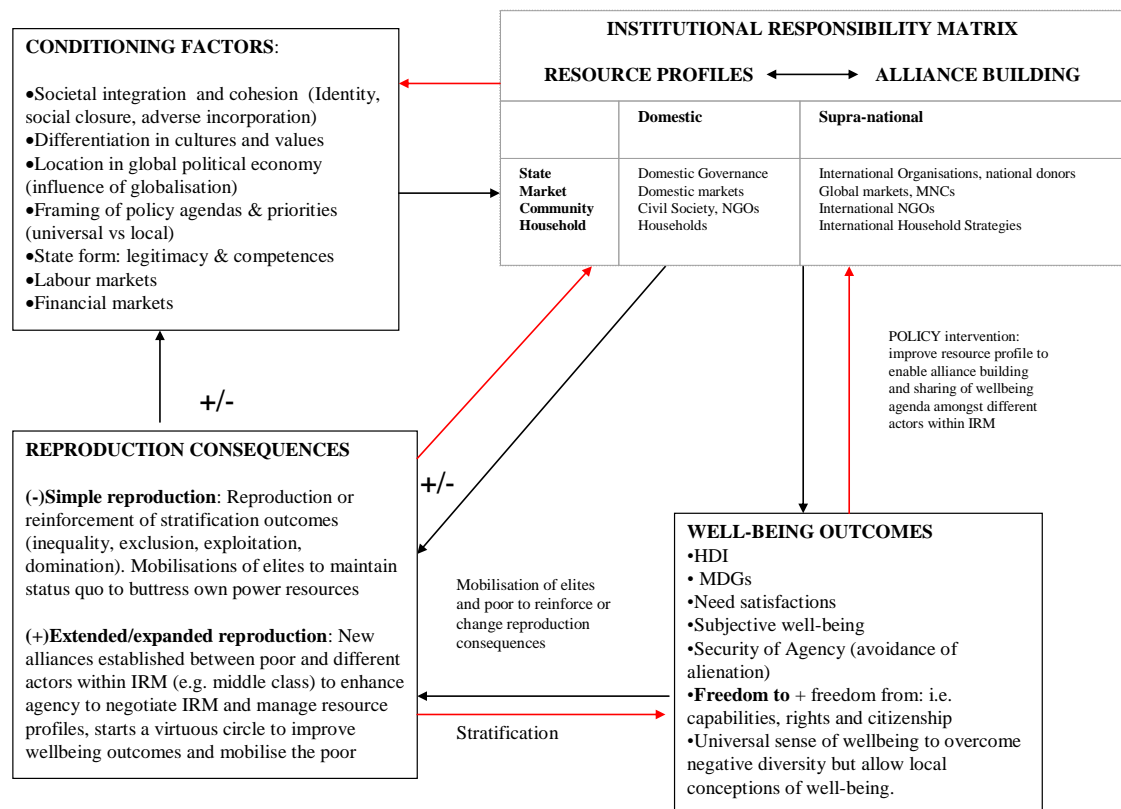 CONDITIONING FACTORS:
•Societal integration and cohesion (Identity,
social closure, adverse incorporation)
•Differentiation in cultures and values
•Location in global political economy
(influence of globalisation)
•Framing of policy agendas & priorities
(universal vs local)
•State form: legitimacy & competences
•Labour markets
•Financial markets
INSTITUTIONAL RESPONSIBILITY MATRIX
RESOURCE PROFILES ALLIANCE BUILDING
Domestic Supra-national
State Domestic Governance International Organisations, national donors
Market Domestic markets Global markets, MNCs
Community Civil Society, NGOs International NGOs
Household Households International Household Strategies
+/-
POLICY intervention:
improve resource profile to
enable alliance building
and sharing of wellbeing
agenda amongst different
actors within IRM
REPRODUCTION CONSEQUENCES
(-)Simple reproduction: Reproduction or
reinforcement of stratification outcomes
(inequality, exclusion, exploitation,
domination). Mobilisations of elites to maintain
status quo to buttress own power resources
(+)Extended/expanded reproduction: New
alliances established between poor and different
actors within IRM (e.g. middle class) to enhance
agency to negotiate IRM and manage resource
profiles, starts a virtuous circle to improve
wellbeing outcomes and mobilise the poor
+/-
Mobilisation of elites
and poor to reinforce or
change reproduction
consequences
Stratification
WELL-BEING OUTCOMES
•HDI
• MDGs
•Need satisfactions
•Subjective well-being
•Security of Agency (avoidance of
alienation)
•Freedom to + freedom from: i.e.
capabilities, rights and citizenship
•Universal sense of wellbeing to overcome
negative diversity but allow local
conceptions of well-being.